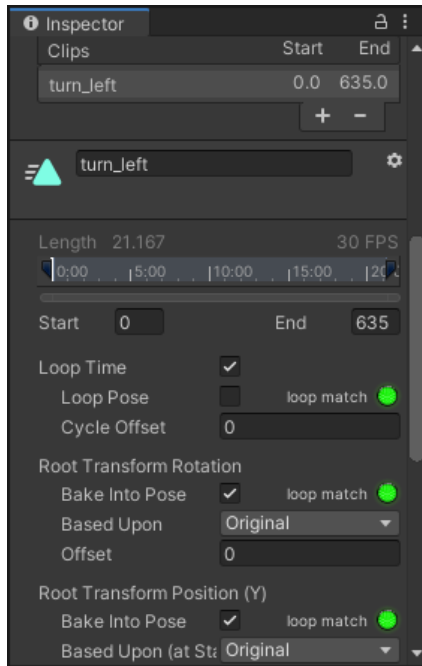 Inspector
Clips Start End
turn_left 0.0 635.0
+ −
turn_left
Length 21.167 30 FPS
0:00 5:00 10:00 15:00 20
Start 0 End 635
Loop Time
Loop Pose loop match
Cycle Offset 0
Root Transform Rotation
Bake Into Pose loop match
Based Upon Original
Offset 0
Root Transform Position (Y)
Bake Into Pose loop match
Based Upon (at Sta Original